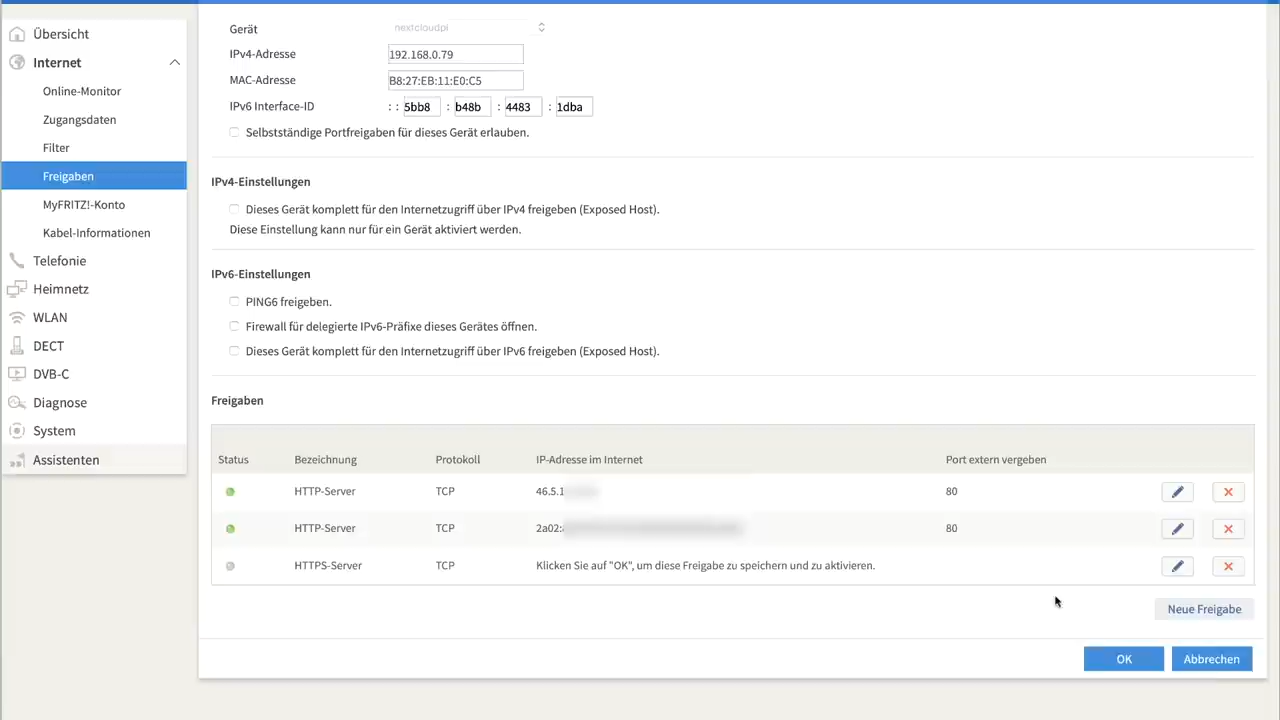 Übersicht
Internet
Online-Monitor
Zugangsdaten
Filter
Freigaben
MyFRITZ!-Konto
Kabel-Informationen
Telefonie
Heimnetz
WLAN
DECT
DVB-C
Diagnose
System
Assistenten
Gerät nextcloudpi
IPv4-Adresse 192.168.0.79
MAC-Adresse B8:27:EB:11:E0:C5
IPv6 Interface-ID : : 5bb8 : b48b : 4483 : 1dba
Selbstständige Portfreigaben für dieses Gerät erlauben.
IPv4-Einstellungen
Dieses Gerät komplett für den Internetzugriff über IPv4 freigeben (Exposed Host).
Diese Einstellung kann nur für ein Gerät aktiviert werden.
IPv6-Einstellungen
PING6 freigeben.
Firewall für delegierte IPv6-Präfixe dieses Gerätes öffnen.
Dieses Gerät komplett für den Internetzugriff über IPv6 freigeben (Exposed Host).
Freigaben
Status Bezeichnung Protokoll IP-Adresse im Internet Port extern vergeben
HTTP-Server TCP 46.5.1 80
HTTP-Server TCP 2a02: 80
HTTPS-Server TCP Klicken Sie auf "OK", um diese Freigabe zu speichern und zu aktivieren.
Neue Freigabe
OK Abbrechen